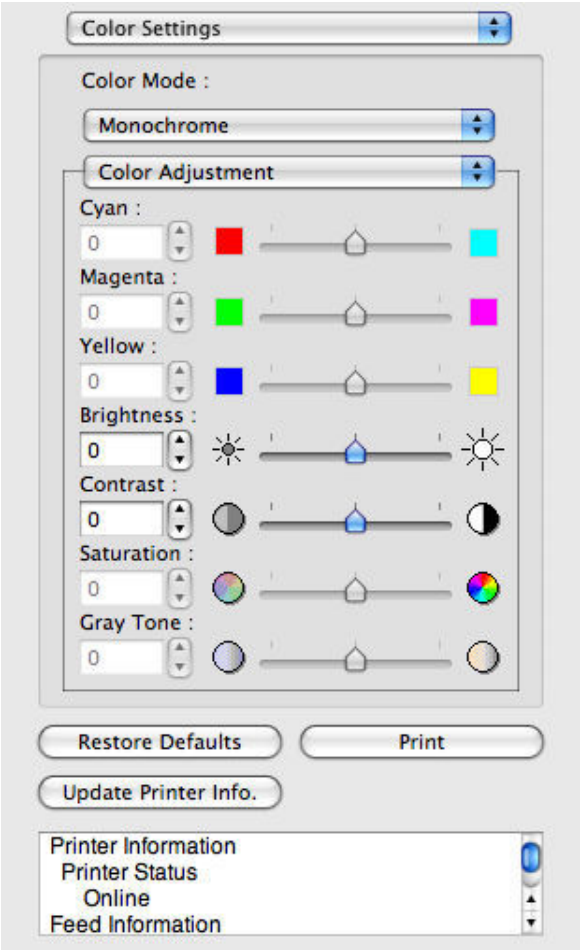 Color Settings
Color Mode :
Monochrome
Color Adjustment
Cyan :
0
Magenta :
0
Yellow :
0
Brightness :
0
Contrast :
0
Saturation :
0
Gray Tone :
0
Restore Defaults Print
Update Printer Info.
Printer Information
Printer Status
Online
Feed Information